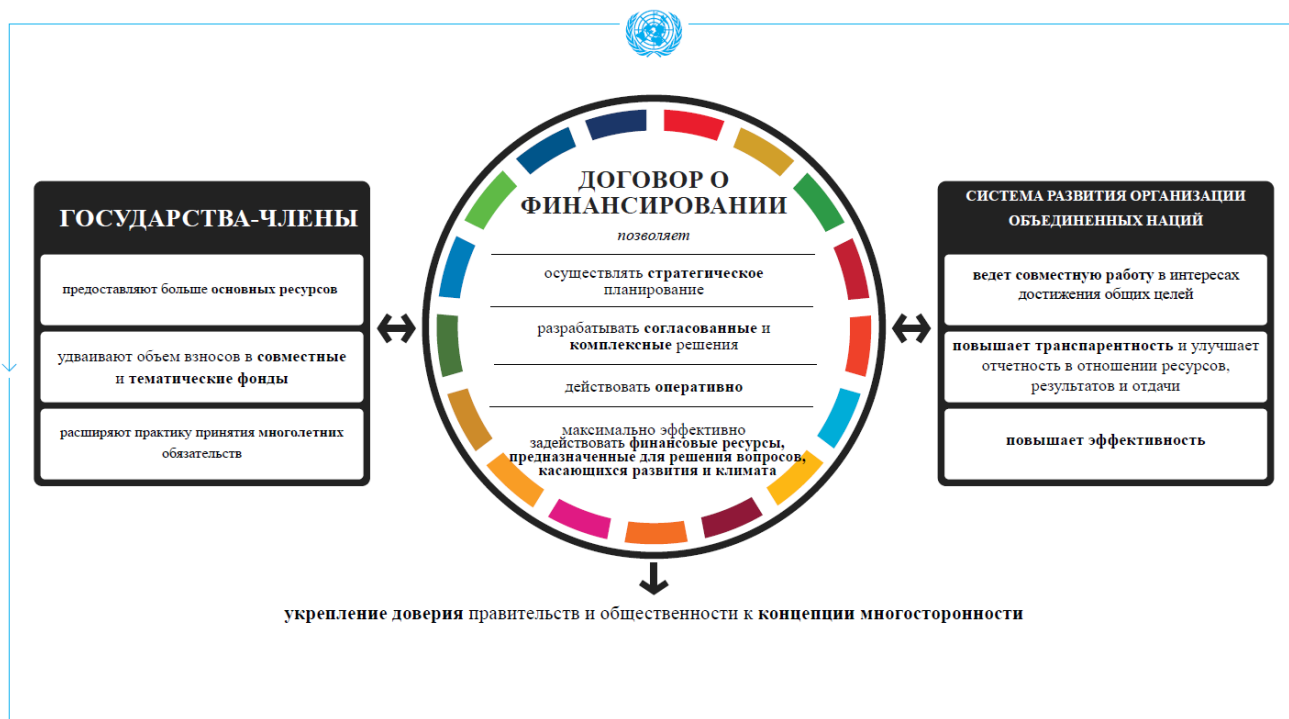 ГОСУДАРСТВА-ЧЛЕНЫ
предоставляют больше основных ресурсов
удваивают объем взносов в совместные
и тематические фонды
расширяют практику принятия многолетних
обязательств
ДОГОВОР О
ФИНАНСИРОВАНИИ
позволяет
осуществлять стратегическое
планирование
разрабатывать согласованные и
комплексные решения
действовать оперативно
максимально эффективно
задействовать финансовые ресурсы,
предназначенные для решения вопросов,
касающихся развития и климата
СИСТЕМА РАЗВИТИЯ ОРГАНИЗАЦИИ
ОБЪЕДИНЕННЫХ НАЦИЙ
ведет совместную работу в интересах
достижения общих целей
повышает транспарентность и улучшает
отчетность в отношении ресурсов,
результатов и отдачи
повышает эффективность
укрепление доверия правительств и общественности к концепции многосторонности